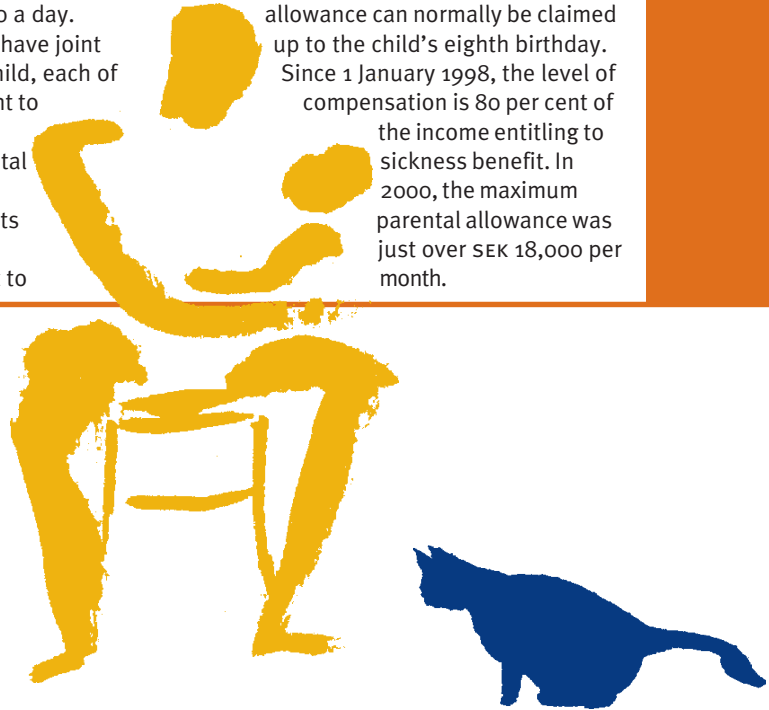 o a day.
have joint
ild, each of
t to
tal
ts
to
allowance can normally be claimed
up to the child’s eighth birthday.
Since 1 January 1998, the level of
compensation is 80 per cent of
the income entitling to
sickness benefit. In
2000, the maximum
parental allowance was
just over SEK 18,000 per
month.